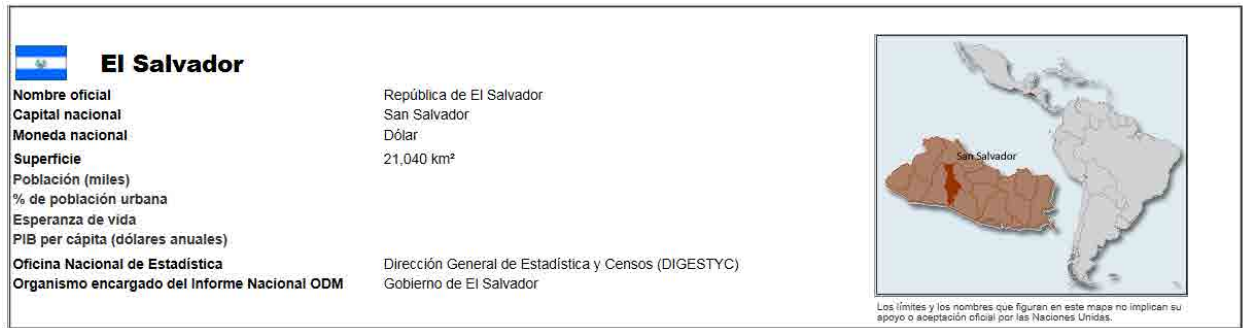 El Salvador
Nombre oficial República de El Salvador
Capital nacional San Salvador
Moneda nacional Dólar
Superficie 21,040 km²
Población (miles)
% de población urbana
Esperanza de vida
PIB per cápita (dólares anuales)
Oficina Nacional de Estadística Dirección General de Estadística y Censos (DIGESTYC)
Organismo encargado del Informe Nacional ODM Gobierno de El Salvador
San Salvador
Los límites y los nombres que figuran en este mapa no implican su
apoyo o aceptación oficial por las Naciones Unidas.